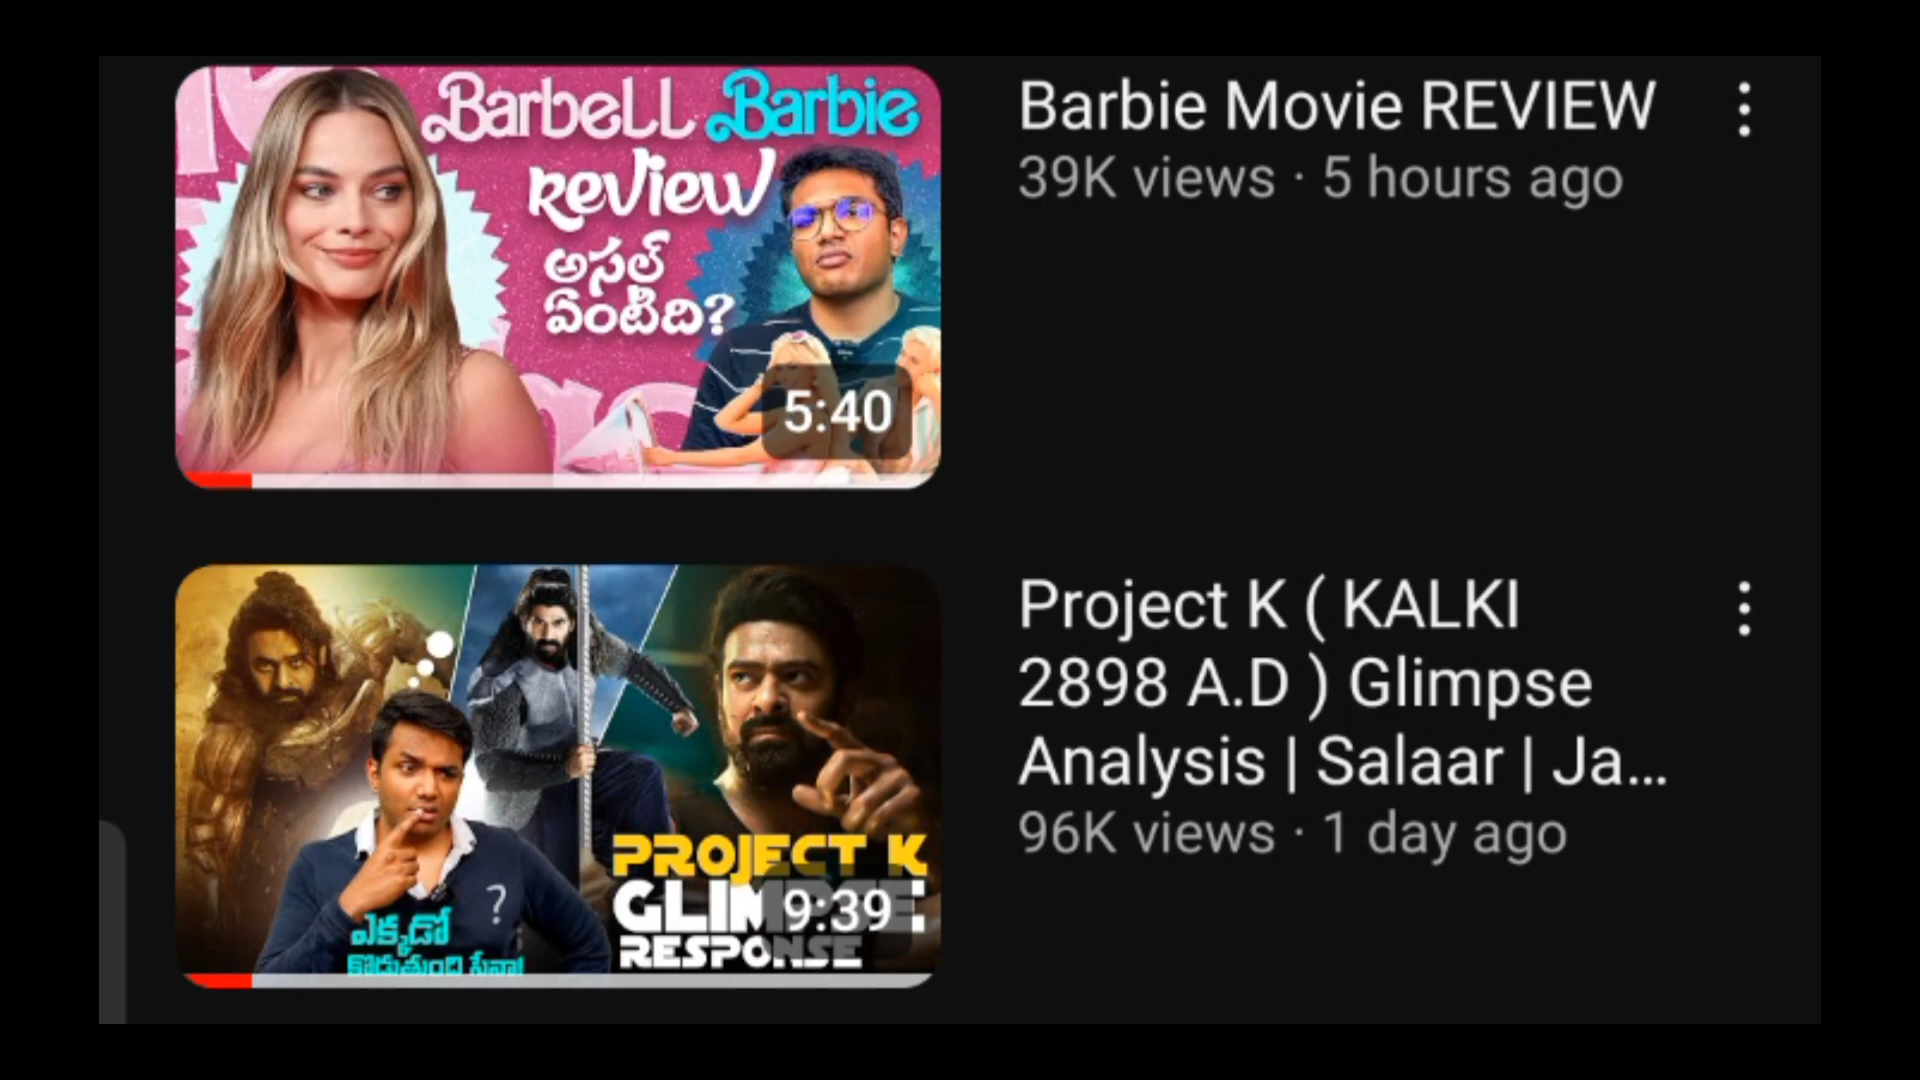 Barbell Barbie
Review
అసల్
ఏంటిది?
5:40
Barbie Movie REVIEW
39K views · 5 hours ago
?
ఎక్కడో
కొడుతుంది సీనా!
PROJECT K
RESPONSE
9:39
Project K ( KALKI
2898 A.D ) Glimpse
Analysis | Salaar | Ja...
96K views · 1 day ago